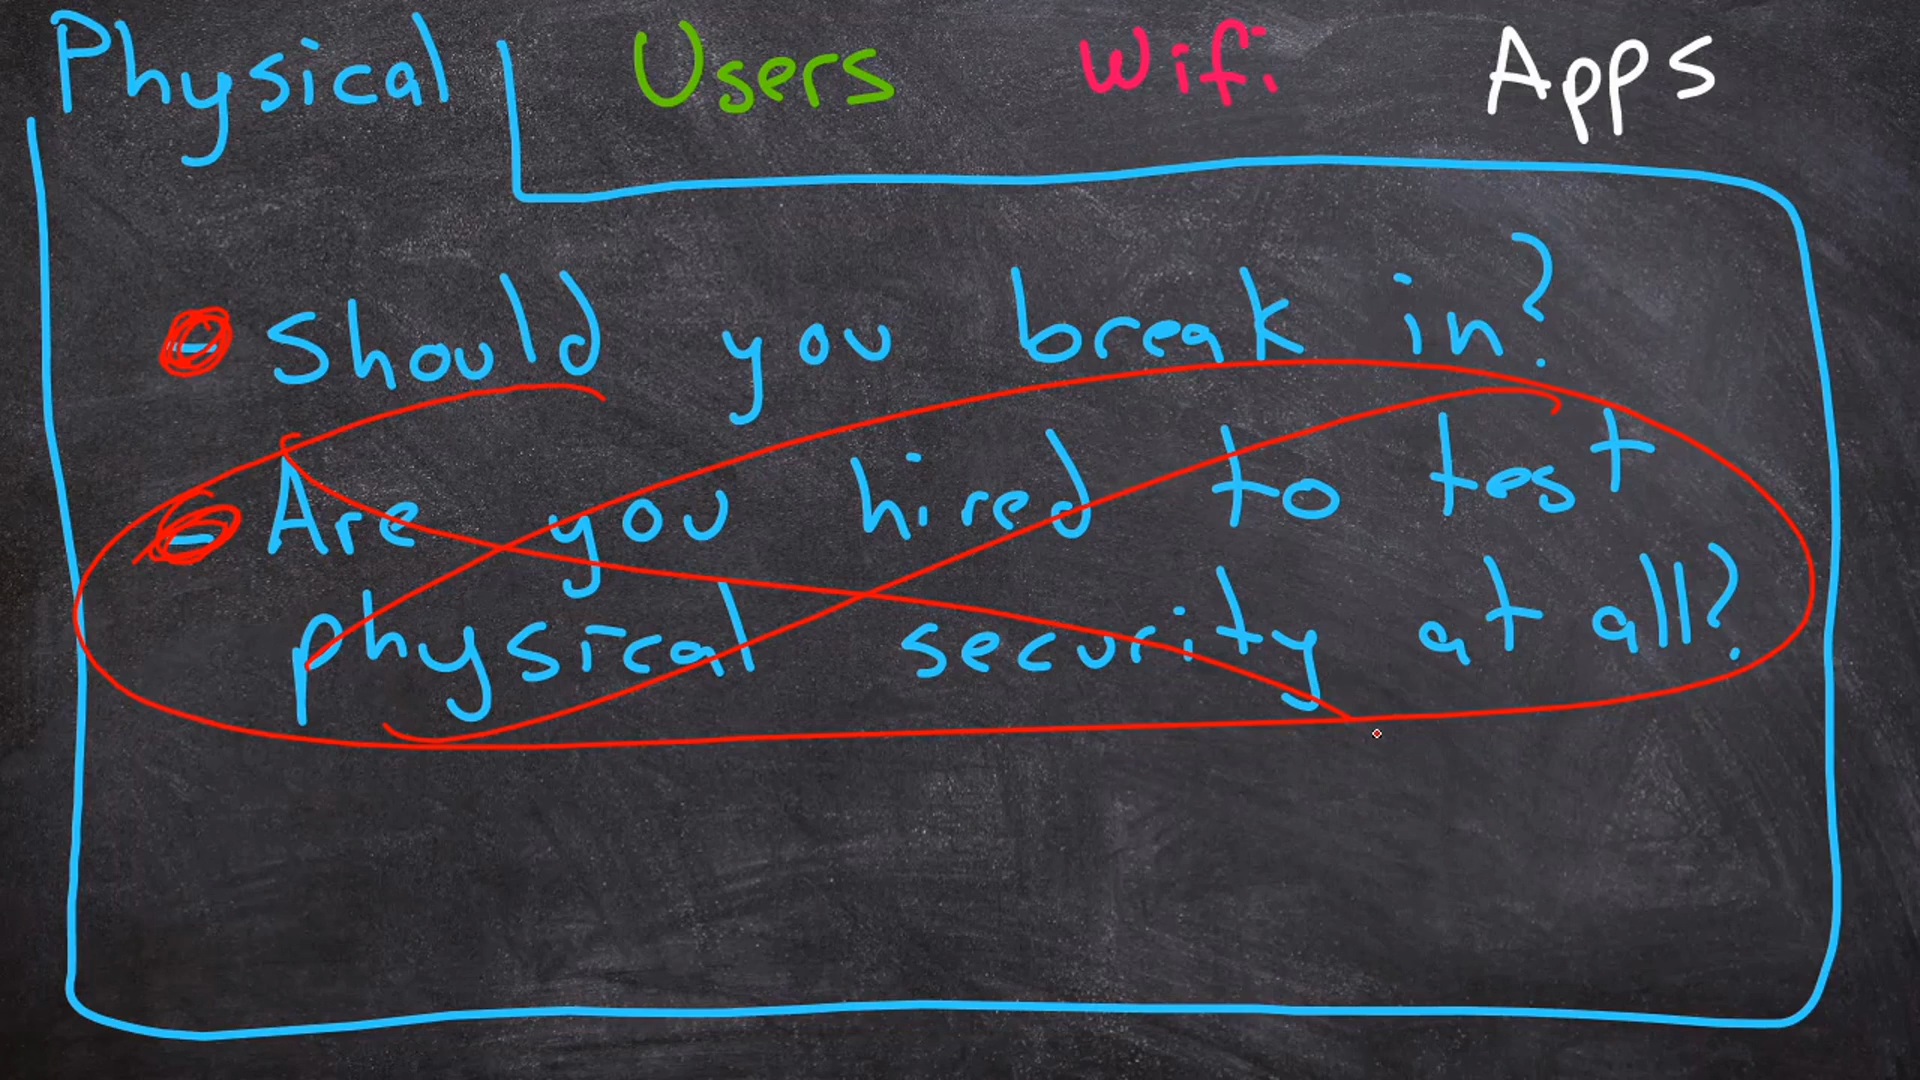 Physical Users Wifi Apps
- Should you break in?
- Are you hired to test
physical security at all?